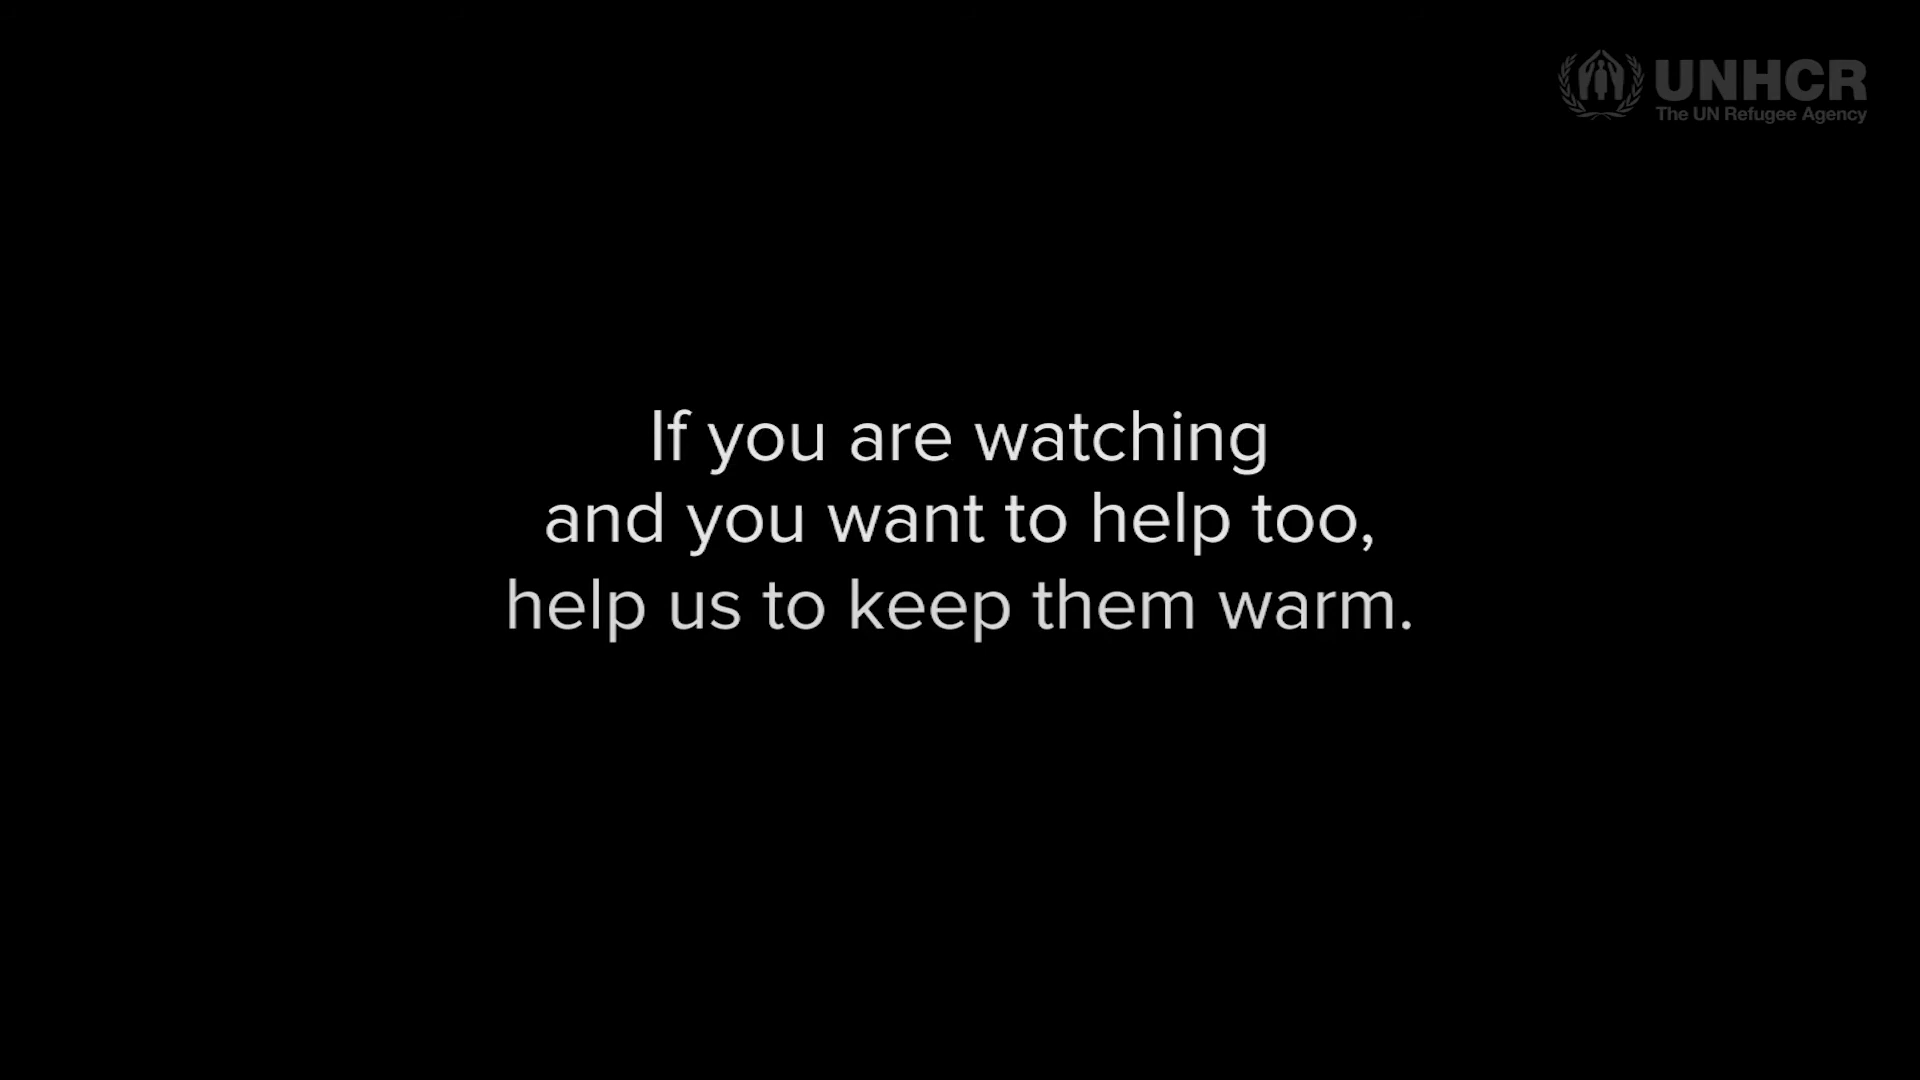 UNHCR
The UN Refugee Agency
If you are watching
and you want to help too,
help us to keep them warm.